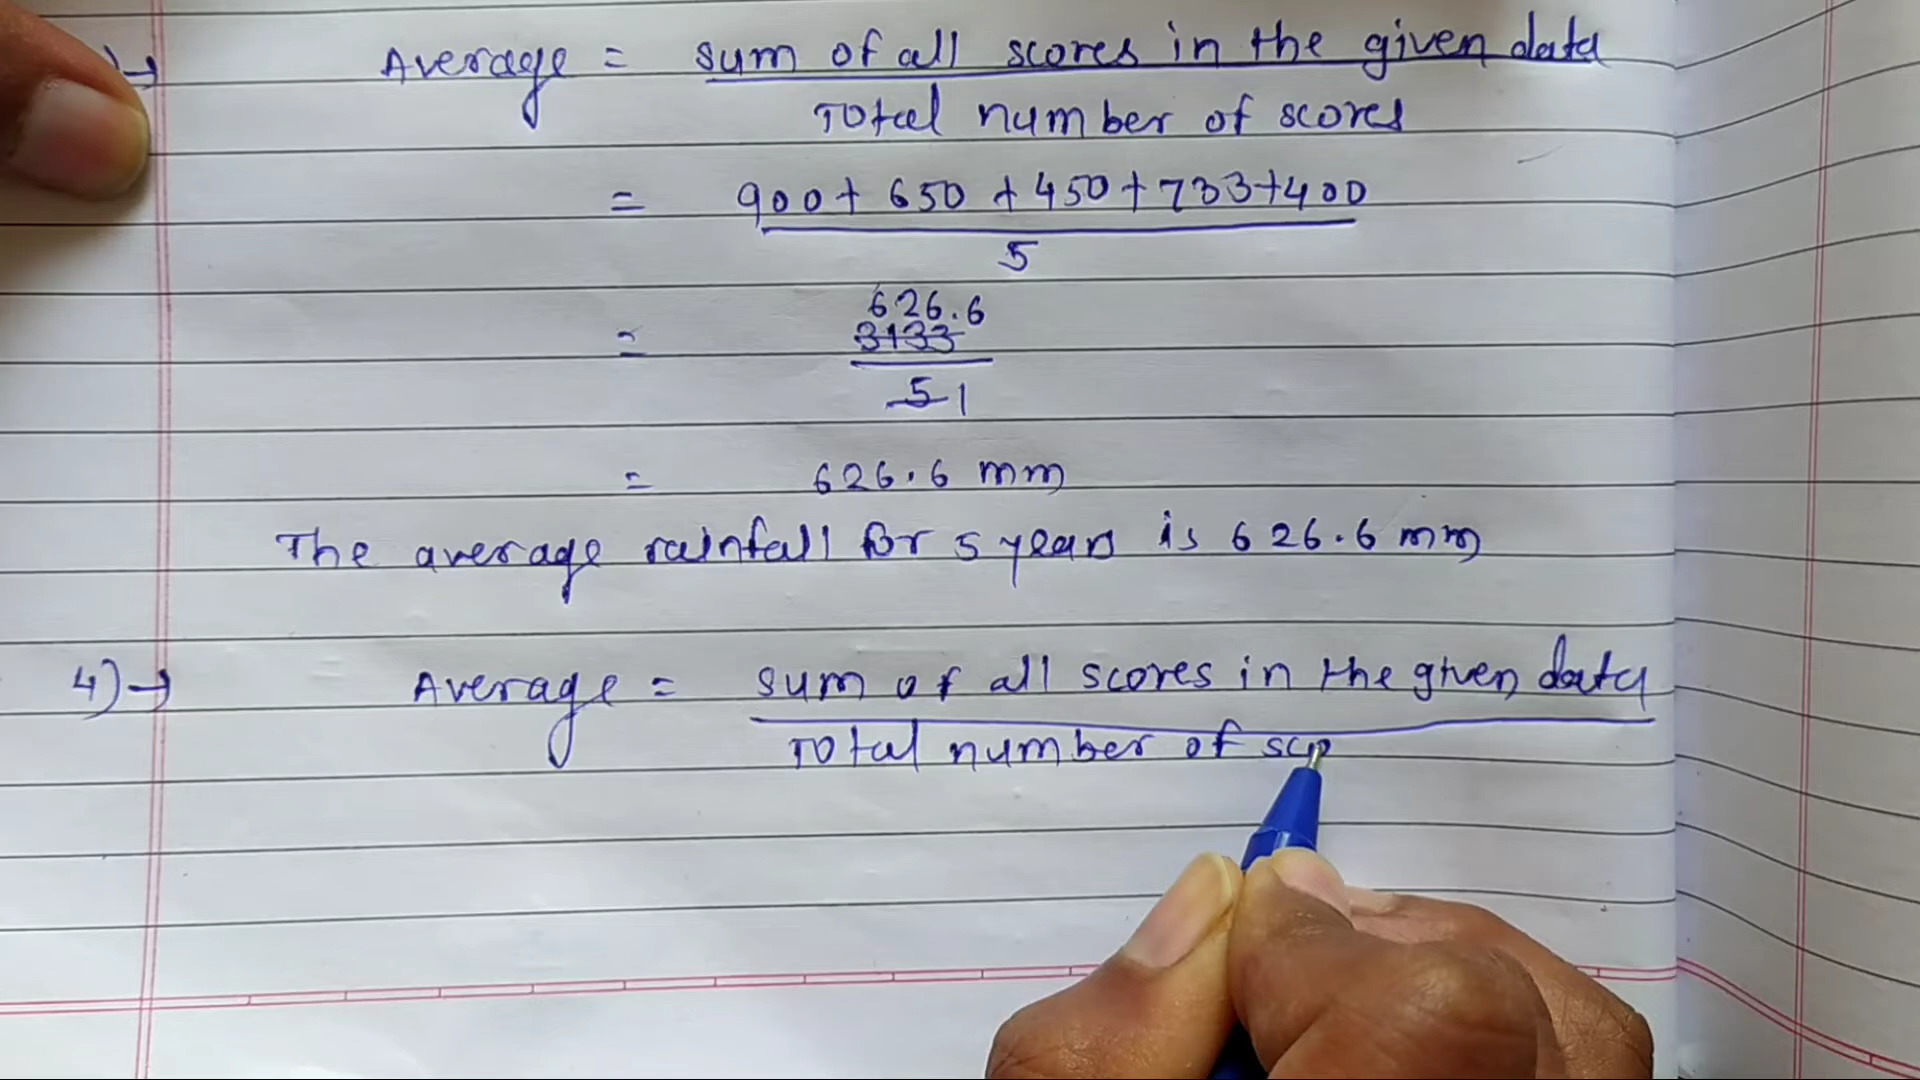 )→ Average = sum of all scores in the given data
Total number of scores
= 900 + 650 + 450 + 733 + 400
5
626.6
= 3133
5 1
= 626.6 mm
The average rainfall for 5 years is 626.6 mm
4)→ Average = sum of all scores in the given data
Total number of sco